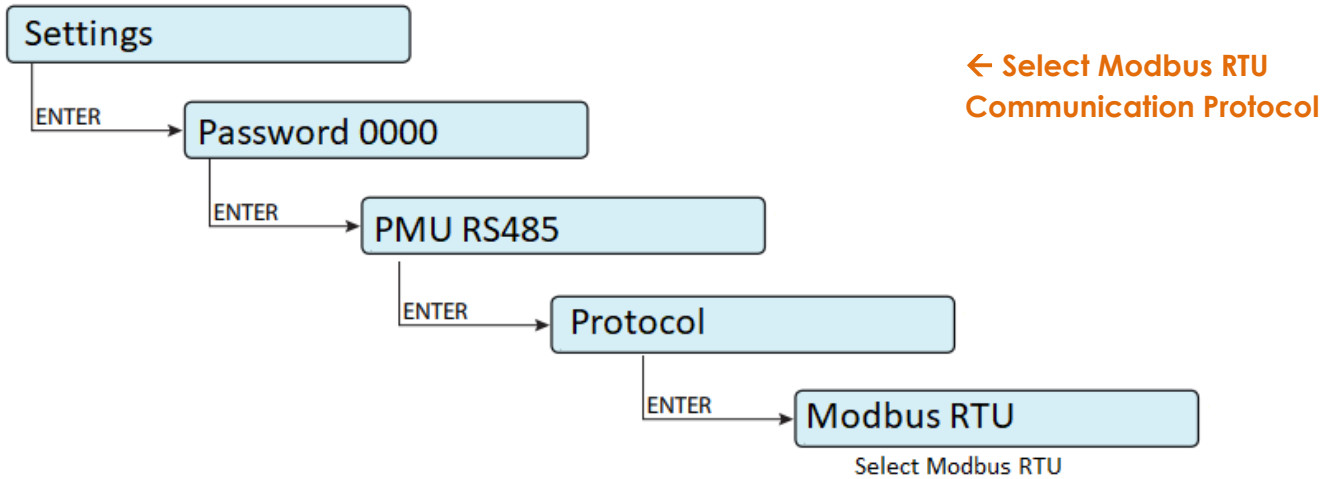 Settings
← Select Modbus RTU
Communication Protocol
ENTER
Password 0000
ENTER
PMU RS485
ENTER
Protocol
ENTER
Modbus RTU
Select Modbus RTU